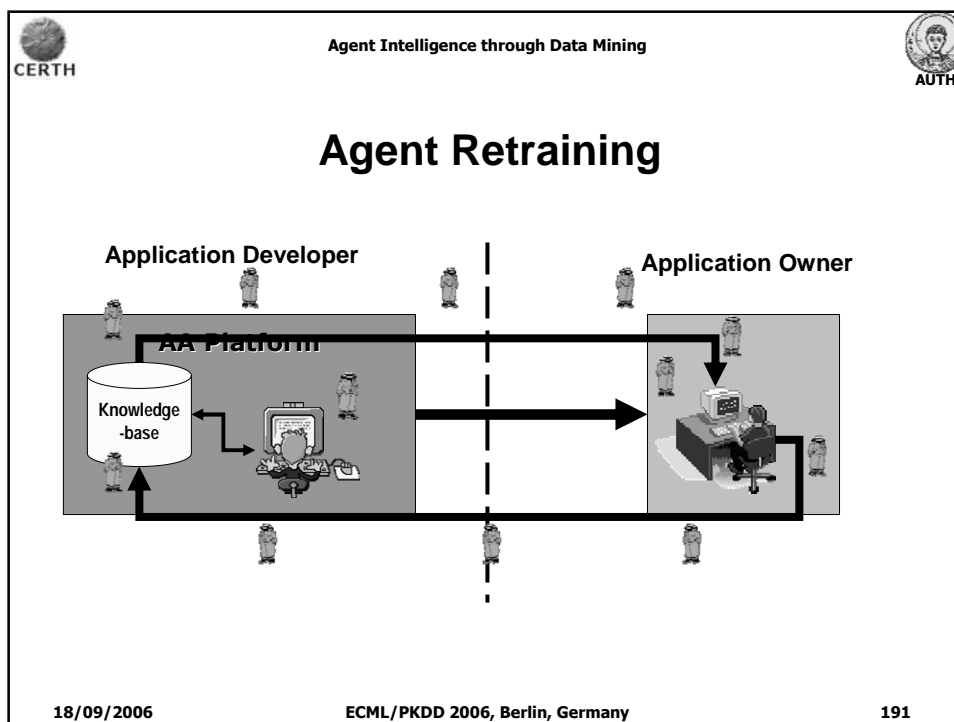 CERTH
Agent Intelligence through Data Mining
AUTH
Agent Retraining
Application Developer
Application Owner
AA Platform
Knowledge
-base
18/09/2006
ECML/PKDD 2006, Berlin, Germany
191